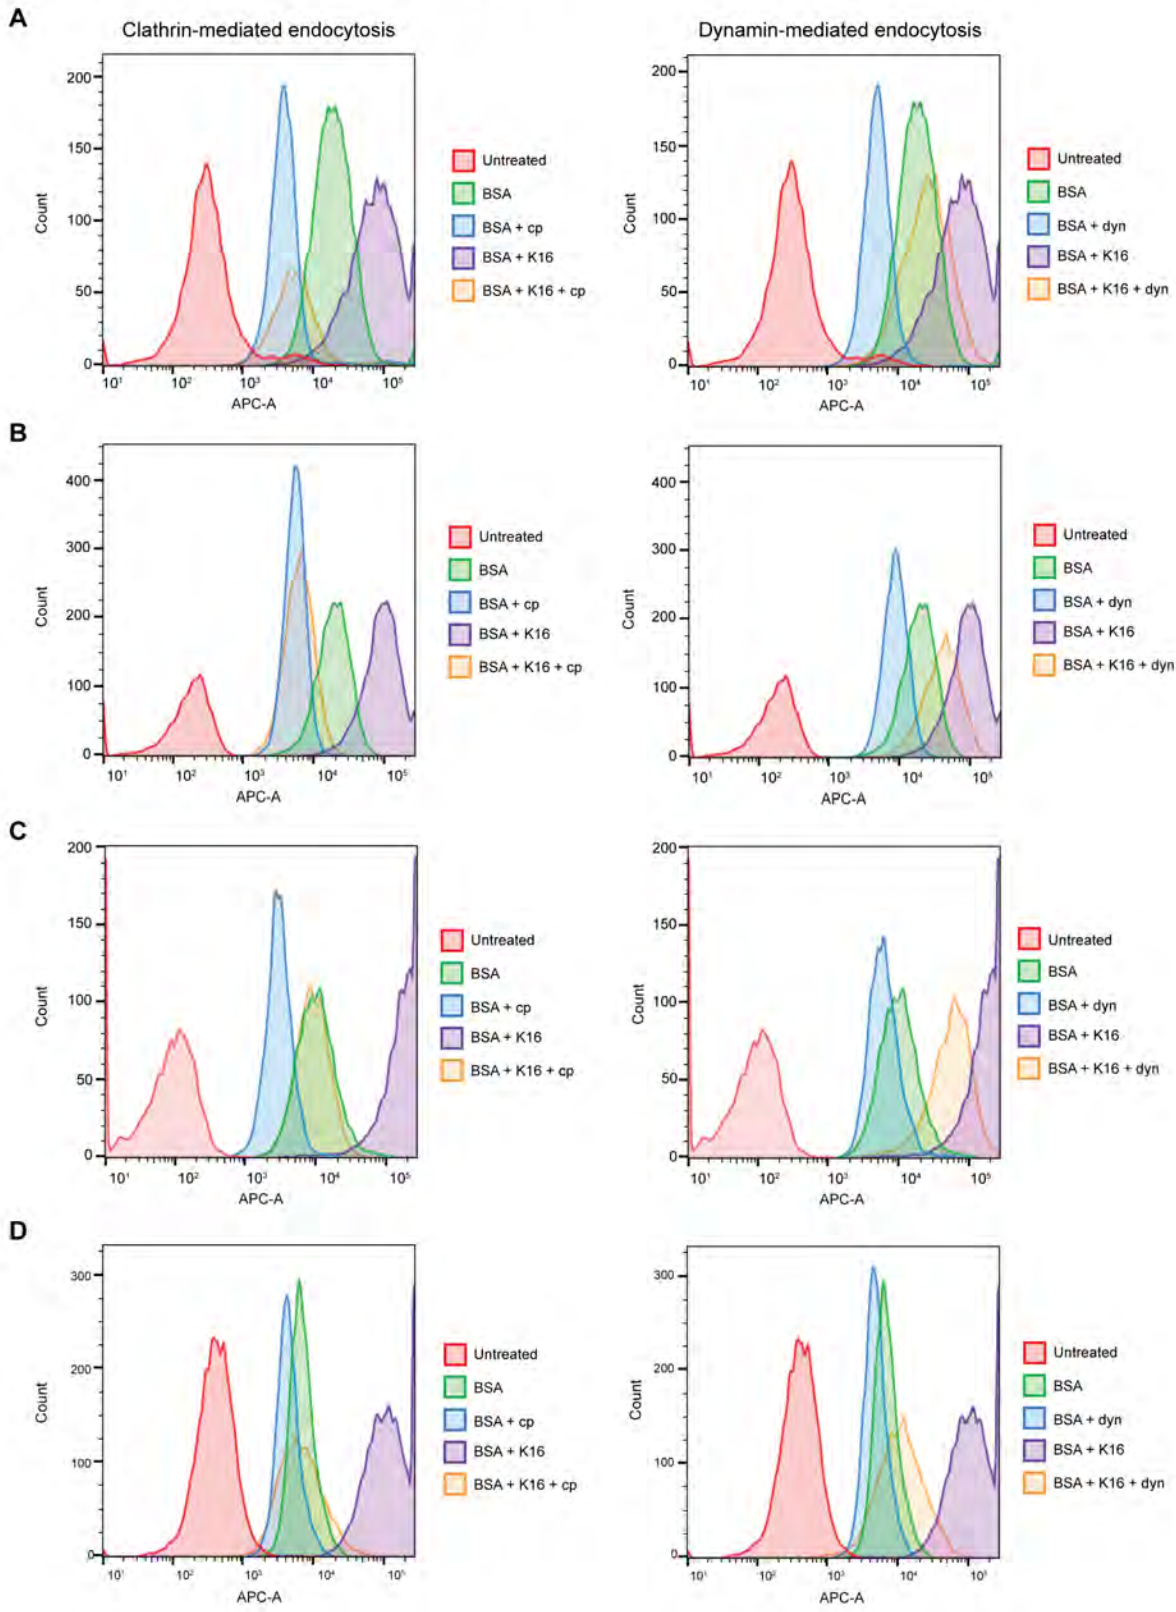 A
Clathrin-mediated endocytosis
Dynamin-mediated endocytosis
200
150
100
50
0
Count
10¹ 10² 10³ 10⁴ 10⁵
APC-A
Untreated
BSA
BSA + cp
BSA + K16
BSA + K16 + cp
200
150
100
50
0
Count
10¹ 10² 10³ 10⁴ 10⁵
APC-A
Untreated
BSA
BSA + dyn
BSA + K16
BSA + K16 + dyn
B
400
300
200
100
0
Count
10¹ 10² 10³ 10⁴ 10⁵
APC-A
Untreated
BSA
BSA + cp
BSA + K16
BSA + K16 + cp
400
300
200
100
0
Count
10¹ 10² 10³ 10⁴ 10⁵
APC-A
Untreated
BSA
BSA + dyn
BSA + K16
BSA + K16 + dyn
C
200
150
100
50
0
Count
10¹ 10² 10³ 10⁴ 10⁵
APC-A
Untreated
BSA
BSA + cp
BSA + K16
BSA + K16 + cp
200
150
100
50
0
Count
10¹ 10² 10³ 10⁴ 10⁵
APC-A
Untreated
BSA
BSA + dyn
BSA + K16
BSA + K16 + dyn
D
300
200
100
0
Count
10¹ 10² 10³ 10⁴ 10⁵
APC-A
Untreated
BSA
BSA + cp
BSA + K16
BSA + K16 + cp
300
200
100
0
Count
10¹ 10² 10³ 10⁴ 10⁵
APC-A
Untreated
BSA
BSA + dyn
BSA + K16
BSA + K16 + dyn